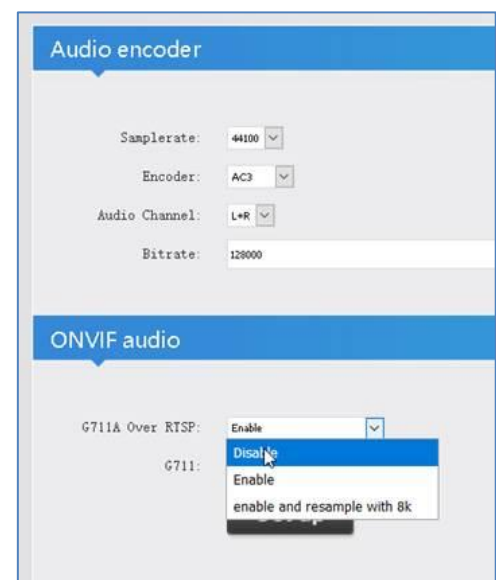 Audio encoder
Samplerate: 44100
Encoder: AC3
Audio Channel: L+R
Bitrate: 128000
ONVIF audio
G711A Over RTSP: Enable
Disable
G711:
Enable
enable and resample with 8k